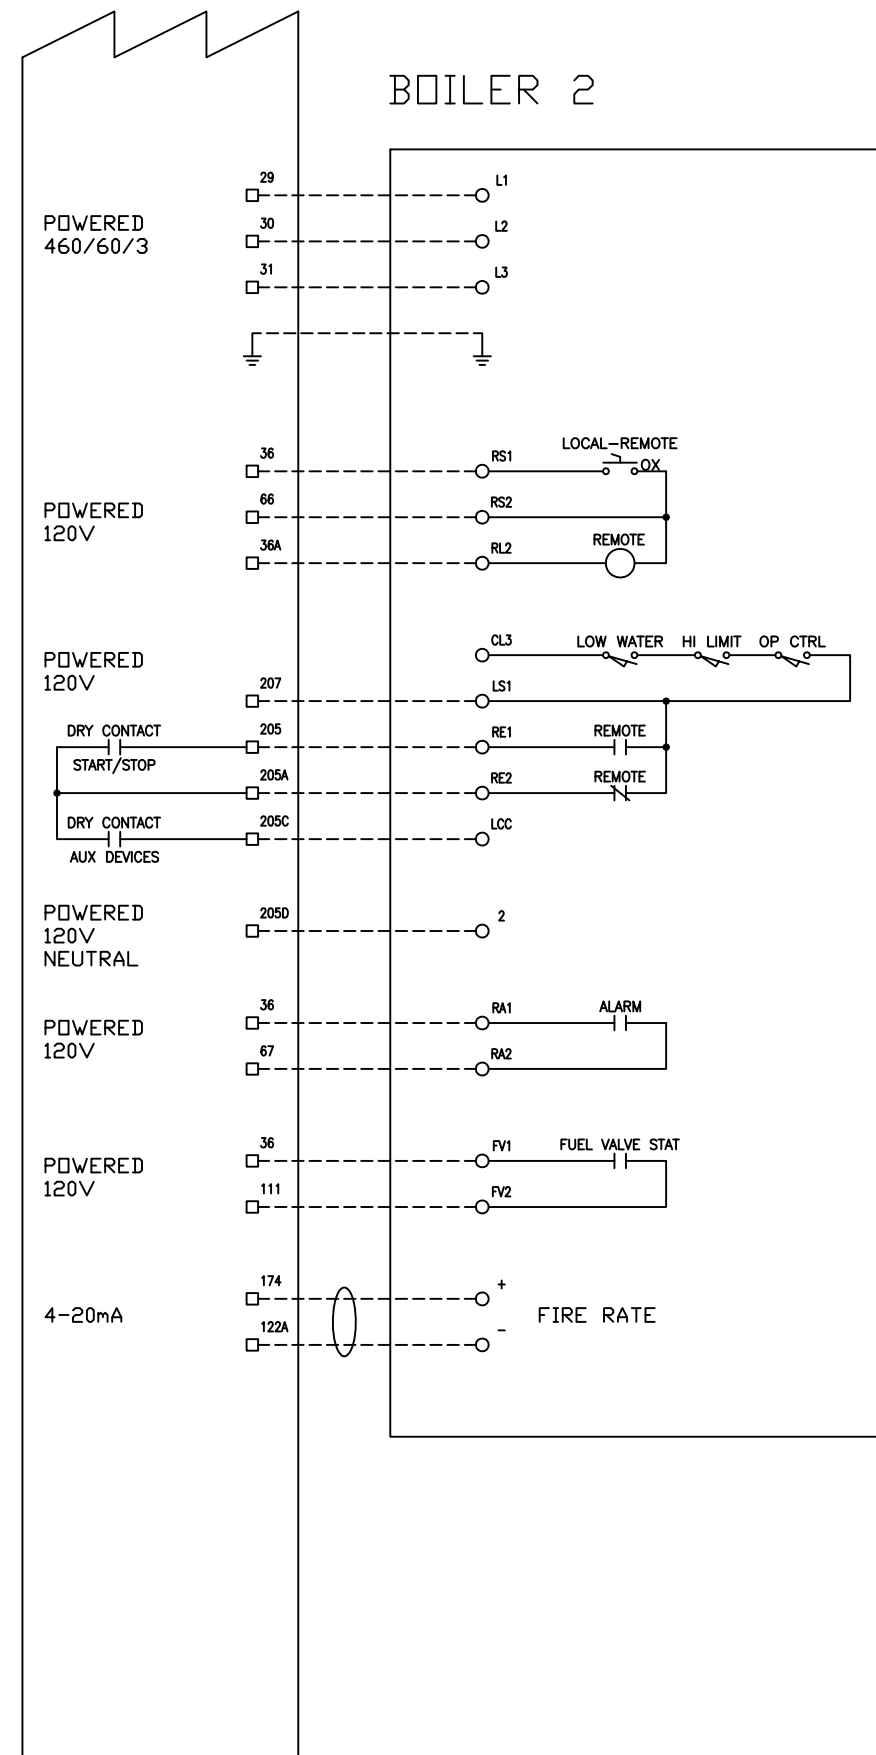 BOILER 2
29 L1
POWERED 30 L2
460/60/3
31 L3
LOCAL-REMOTE
36 RS1 OX
POWERED 66 RS2
120V
36A RL2 REMOTE
CL3 LOW WATER HI LIMIT OP CTRL
POWERED
120V 207 LS1
DRY CONTACT 205 RE1 REMOTE
START/STOP
205A RE2 REMOTE
DRY CONTACT 205C LCC
AUX DEVICES
POWERED 205D 2
120V
NEUTRAL
36 RA1 ALARM
POWERED
120V 67 RA2
36 FV1 FUEL VALVE STAT
POWERED
120V 111 FV2
174 +
4-20mA FIRE RATE
122A -